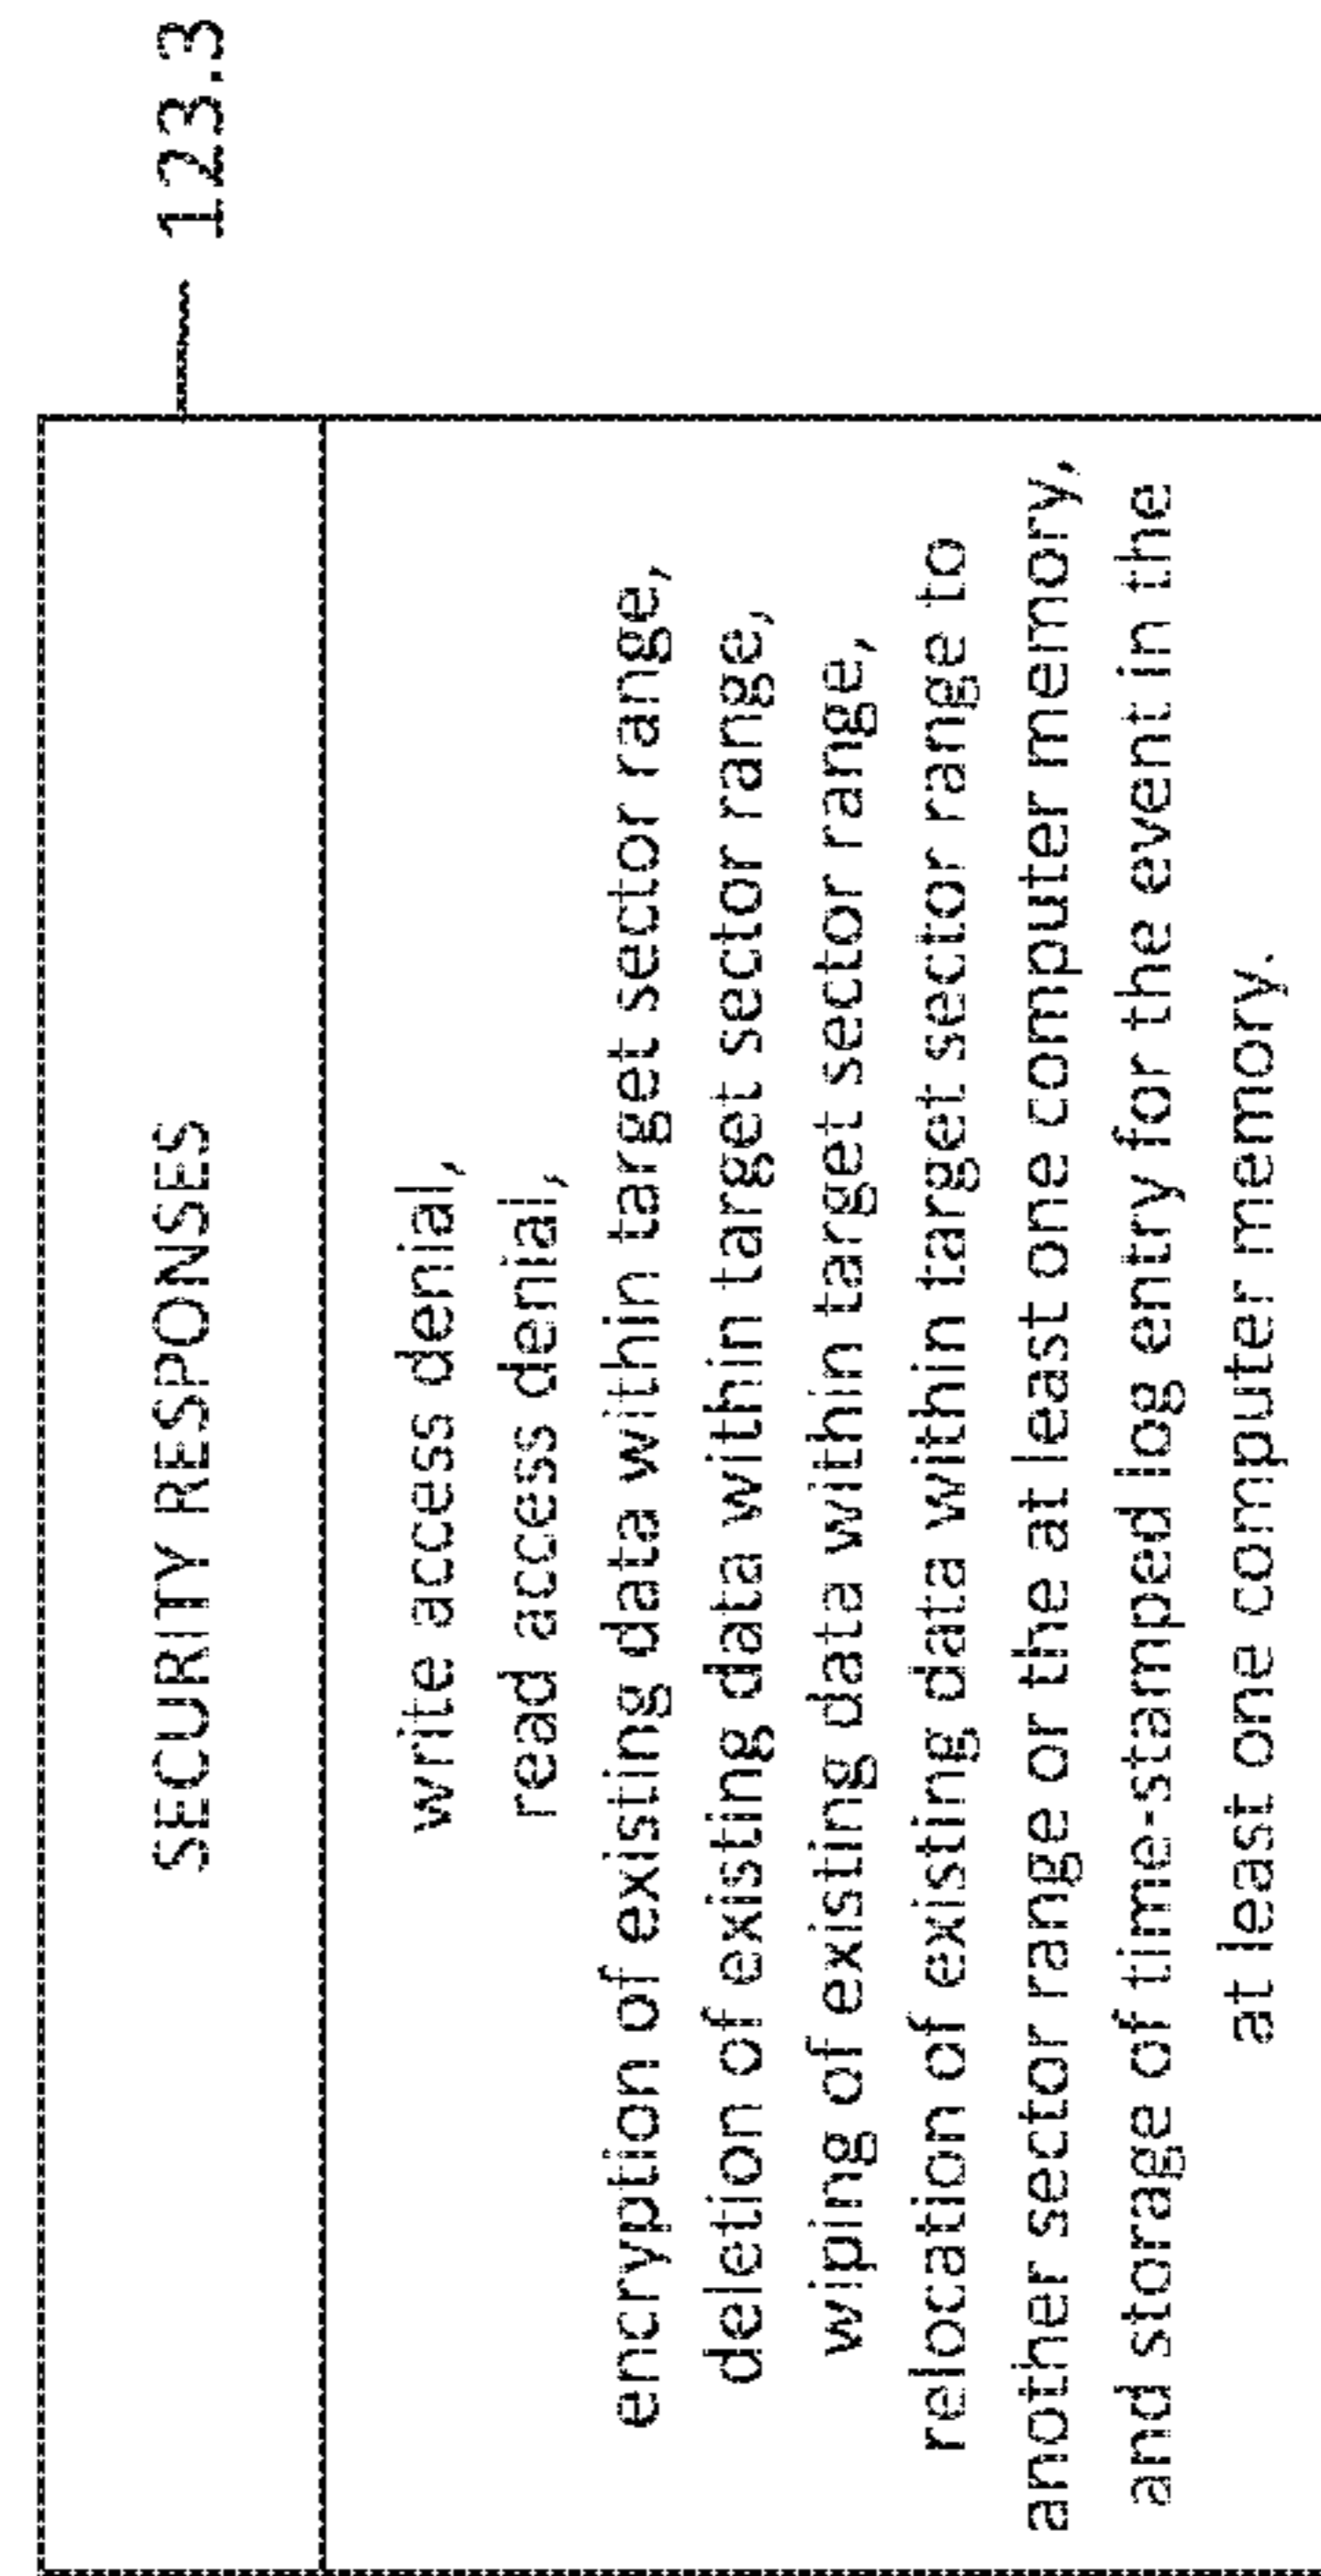 SECURITY RESPONSES
123.3
write access denial,
read access denial,
encryption of existing data within target sector range,
deletion of existing data within target sector range,
wiping of existing data within target sector range,
relocation of existing data within target sector range to
another sector range or the at least one computer memory,
and storage of time-stamped log entry for the event in the
at least one computer memory.